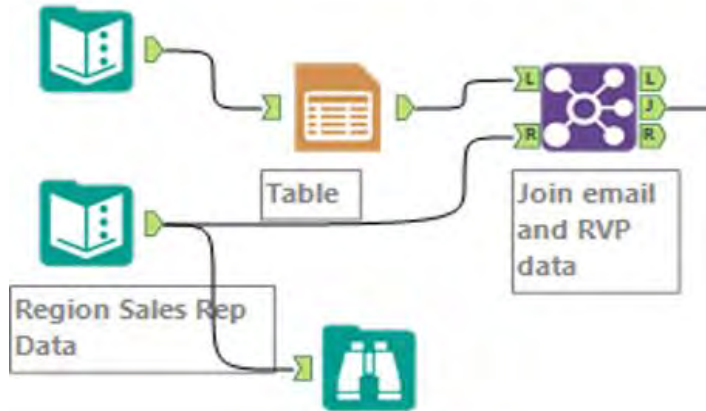 L
L
J
R
R
Table
Join email
and RVP
data
Region Sales Rep
Data